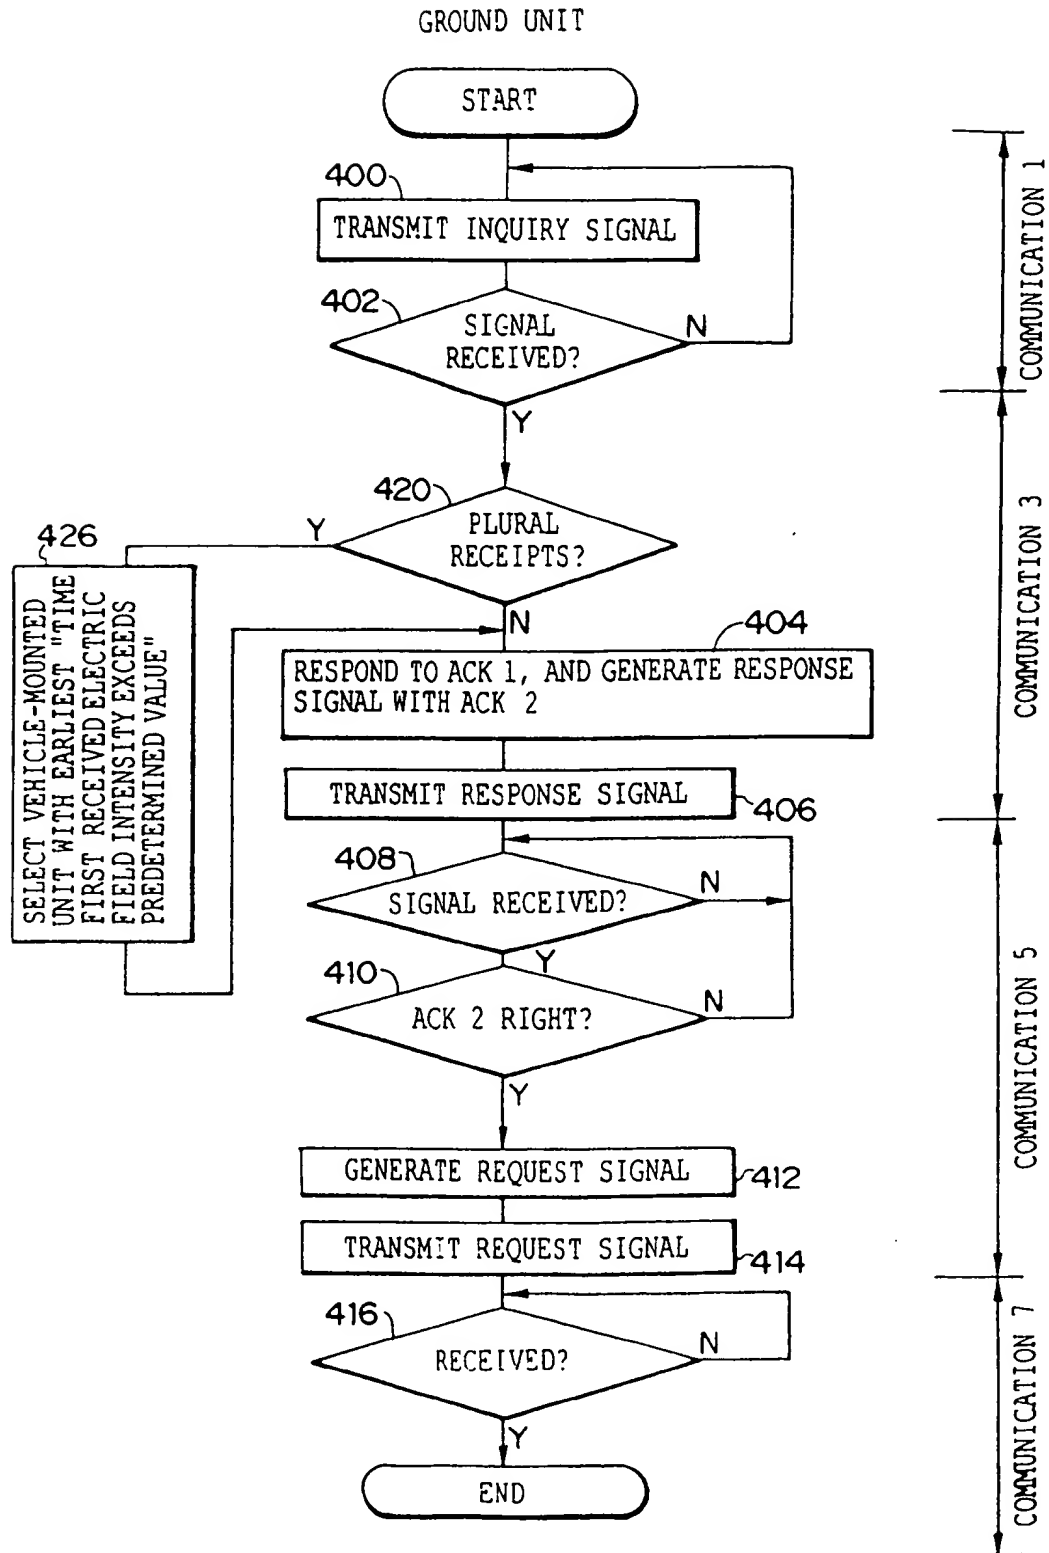 GROUND UNIT
START
400
TRANSMIT INQUIRY SIGNAL
402
SIGNAL
RECEIVED?
N
Y
COMMUNICATION 1
420
PLURAL
RECEIPTS?
Y
N
426
SELECT VEHICLE-MOUNTED
UNIT WITH EARLIEST "TIME
FIRST RECEIVED ELECTRIC
FIELD INTENSITY EXCEEDS
PREDETERMINED VALUE"
404
RESPOND TO ACK 1, AND GENERATE RESPONSE
SIGNAL WITH ACK 2
TRANSMIT RESPONSE SIGNAL
406
COMMUNICATION 3
408
SIGNAL RECEIVED?
N
Y
410
ACK 2 RIGHT?
N
Y
GENERATE REQUEST SIGNAL
412
TRANSMIT REQUEST SIGNAL
414
COMMUNICATION 5
416
RECEIVED?
N
Y
END
COMMUNICATION 7